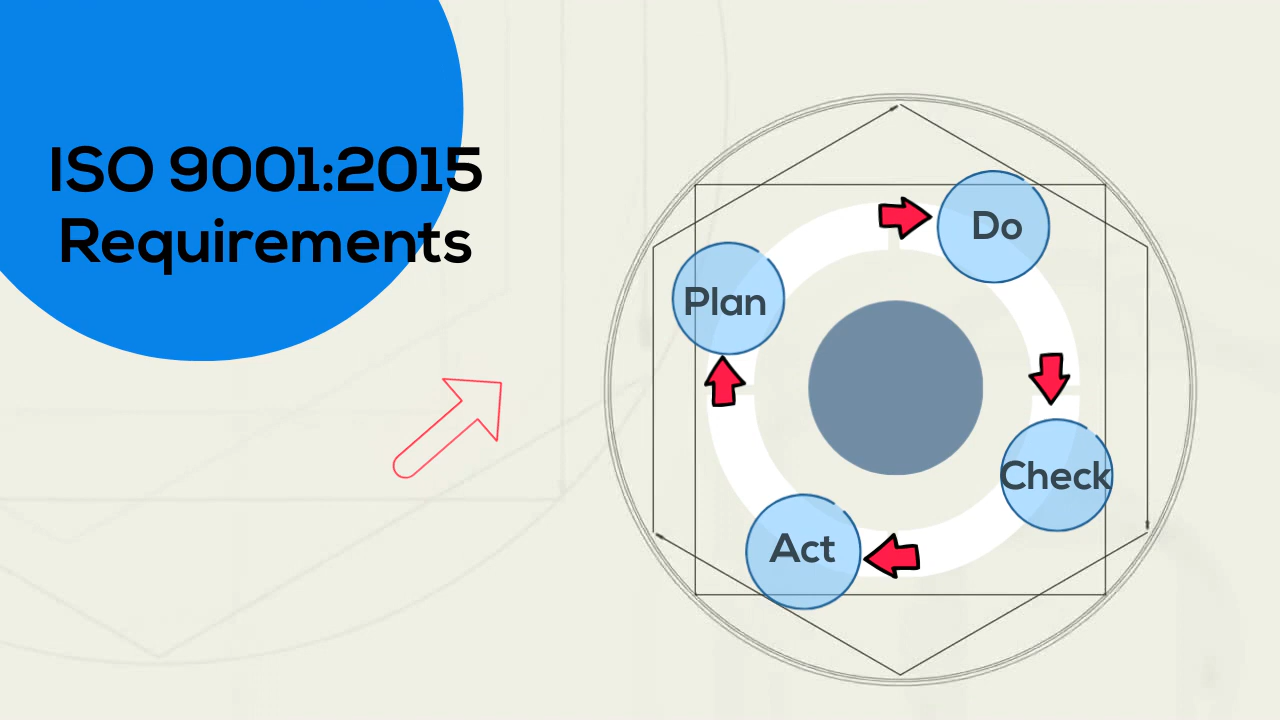 ISO 9001:2015
Requirements
Do
Plan
Check
Act